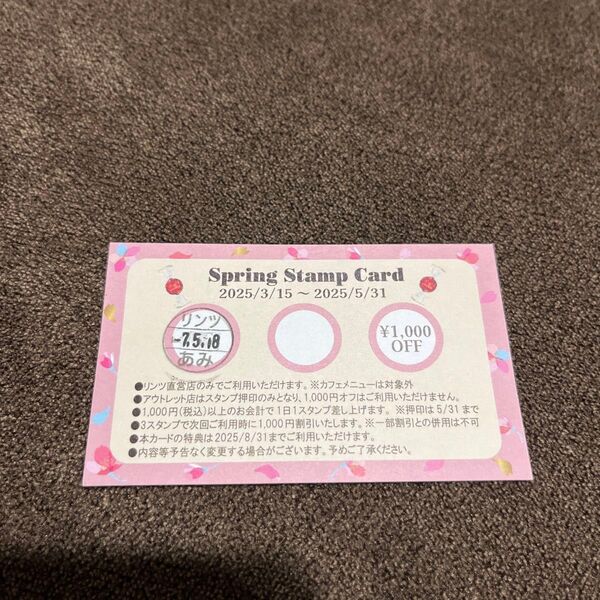 Spring Stamp Card
2025/3/15 ~ 2025/5/31
リンツ
-7.5.18
あみ
¥1,000
OFF
●リンツ直営店のみでご利用いただけます。※カフェメニューは対象外
●アウトレット店はスタンプ押印のみとなり、1,000円オフはご利用いただけません。
●1,000円(税込)以上のお会計で1日1スタンプ差し上げます。 ※押印は5/31まで
●3スタンプで次回ご利用時に1,000円割引いたします。※一部割引との併用は不可
●本カードの特典は2025/8/31までご利用いただけます。
●内容等予告なく変更する場合がございます。予めご了承ください。